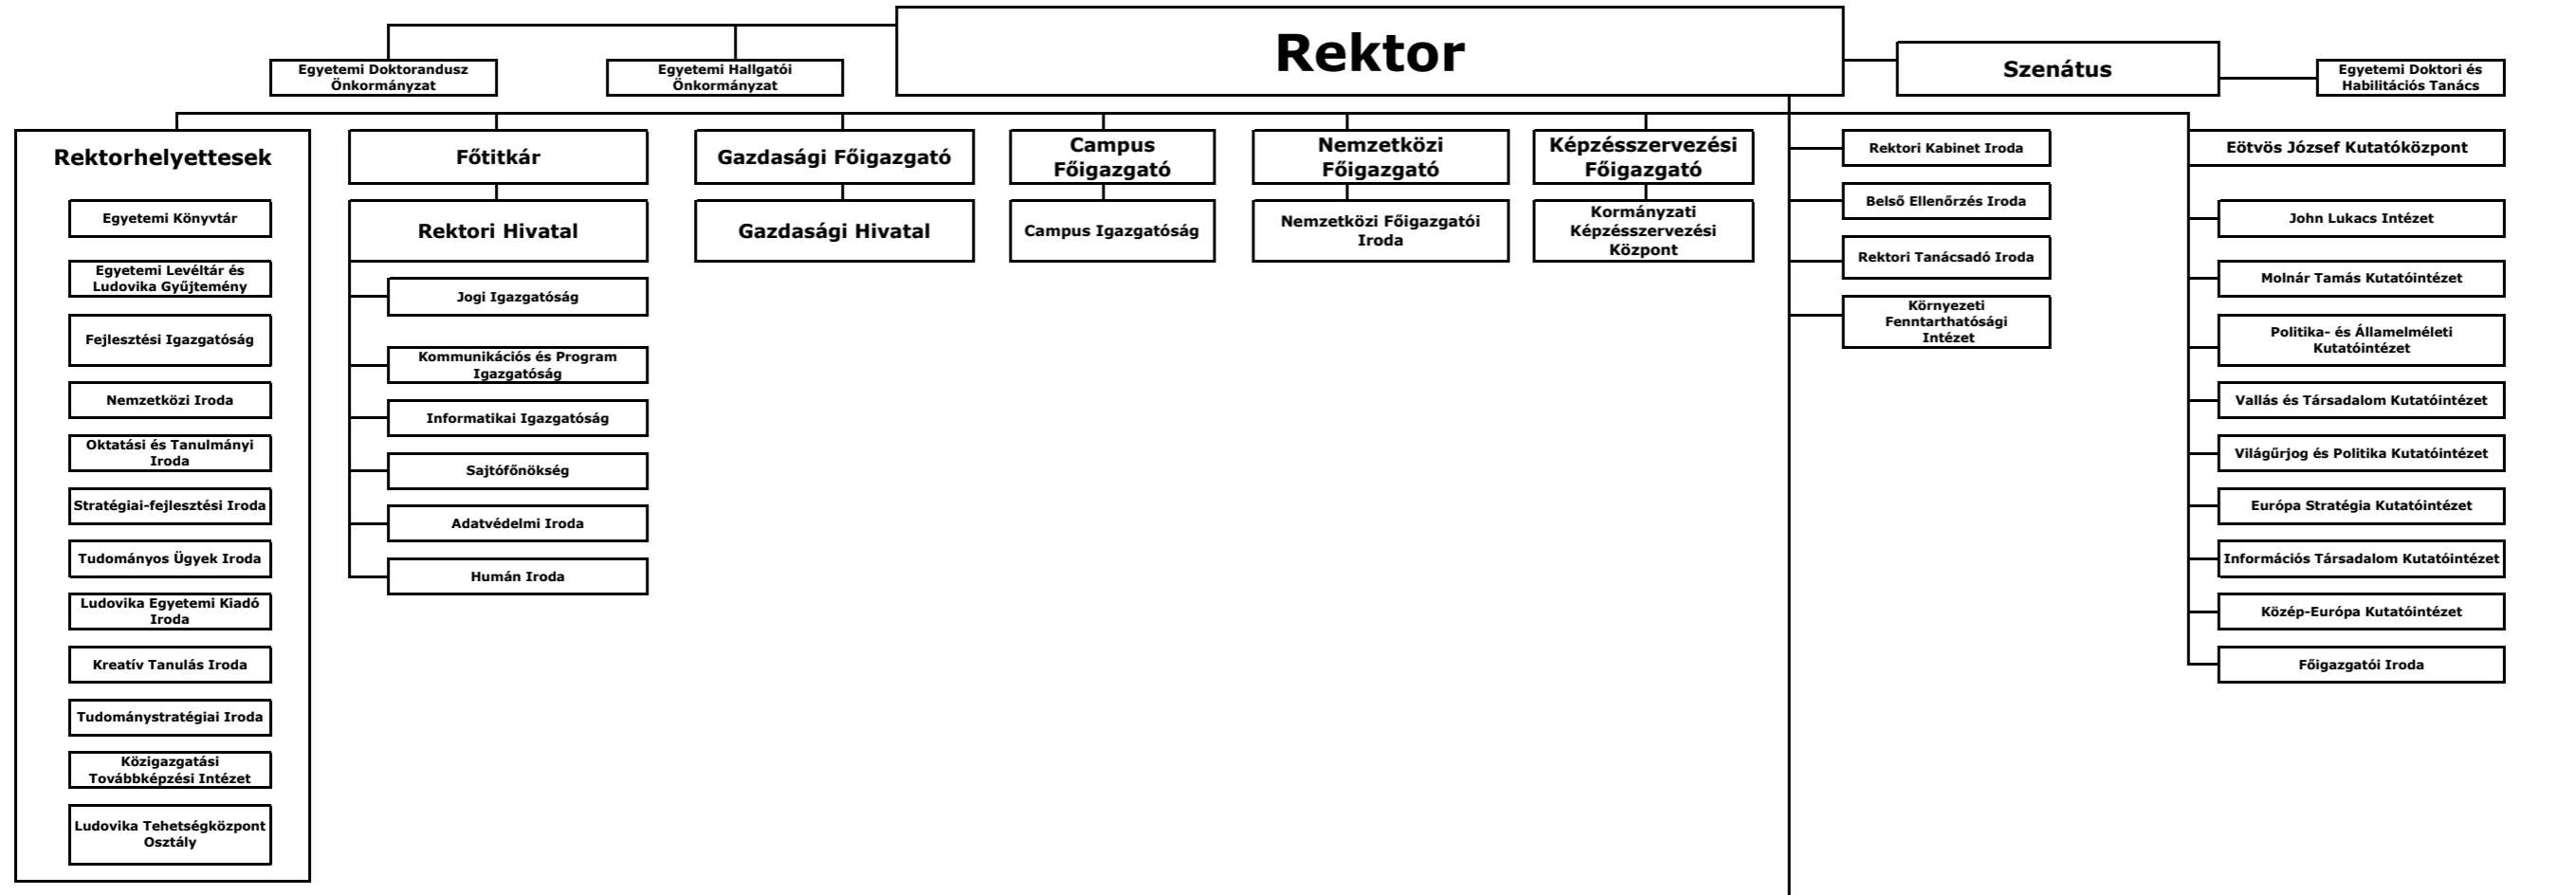 Rektor
Egyetemi Doktorandusz
Önkormányzat
Egyetemi Hallgatói
Önkormányzat
Szenátus
Egyetemi Doktori és
Habilitációs Tanács
Rektorhelyettesek
Egyetemi Könyvtár
Egyetemi Levéltár és
Ludovika Gyűjtemény
Fejlesztési Igazgatóság
Nemzetközi Iroda
Oktatási és Tanulmányi
Iroda
Stratégiai-fejlesztési Iroda
Tudományos Ügyek Iroda
Ludovika Egyetemi Kiadó
Iroda
Kreatív Tanulás Iroda
Tudománystratégiai Iroda
Közigazgatási
Továbbképzési Intézet
Ludovika Tehetségközpont
Osztály
Főtitkár
Rektori Hivatal
Jogi Igazgatóság
Kommunikációs és Program
Igazgatóság
Informatikai Igazgatóság
Sajtófőnökség
Adatvédelmi Iroda
Humán Iroda
Gazdasági Főigazgató
Gazdasági Hivatal
Campus
Főigazgató
Campus Igazgatóság
Nemzetközi
Főigazgató
Nemzetközi Főigazgatói
Iroda
Képzésszervezési
Főigazgató
Kormányzati
Képzésszervezési
Központ
Rektori Kabinet Iroda
Belső Ellenőrzés Iroda
Rektori Tanácsadó Iroda
Környezeti
Fenntarthatósági
Intézet
Eötvös József Kutatóközpont
John Lukacs Intézet
Molnár Tamás Kutatóintézet
Politika- és Államelméleti
Kutatóintézet
Vallás és Társadalom Kutatóintézet
Világűrjog és Politika Kutatóintézet
Európa Stratégia Kutatóintézet
Információs Társadalom Kutatóintézet
Közép-Európa Kutatóintézet
Főigazgatói Iroda